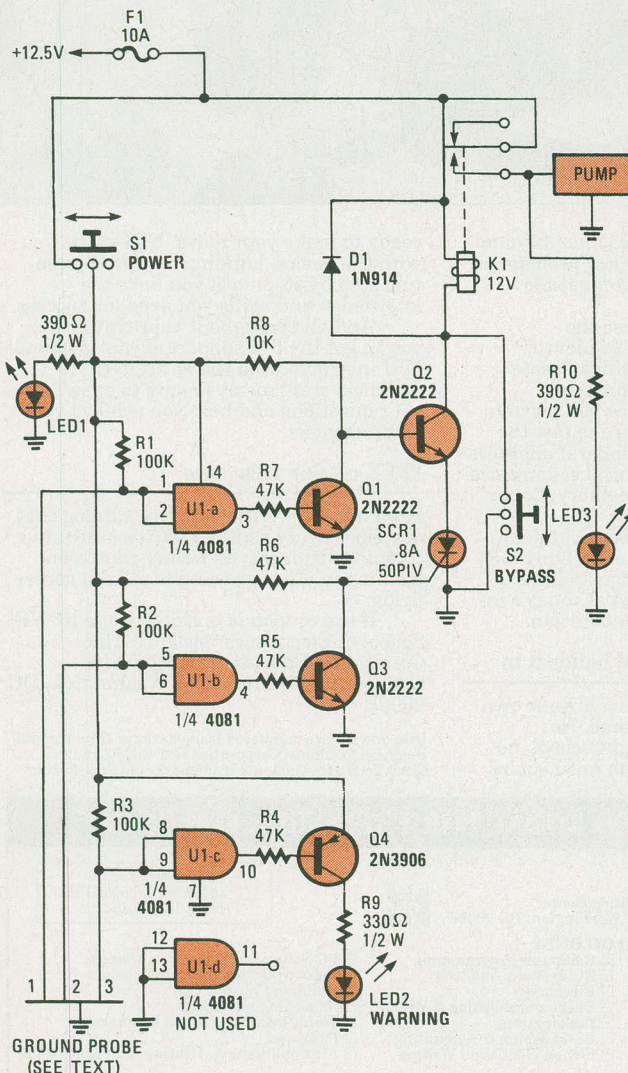 F1
10A
+12.5V
PUMP
S1
POWER
D1
1N914
K1
12V
390Ω
1/2 W
R8
10K
LED1
Q2
2N2222
R10
390Ω
1/2 W
R1
100K
14
1
2
U1-a
3
1/4 4081
R7
47K
Q1
2N2222
R6
47K
SCR1
.8A
50PIV
LED3
S2
BYPASS
R2
100K
5
6
U1-b
4
1/4 4081
R5
47K
Q3
2N2222
R3
100K
8
9
U1-c
10
7
1/4
4081
R4
47K
Q4
2N3906
R9
330Ω
1/2 W
LED2
WARNING
12
13
U1-d
11
1/4 4081
NOT USED
1
2
3
GROUND PROBE
(SEE TEXT)